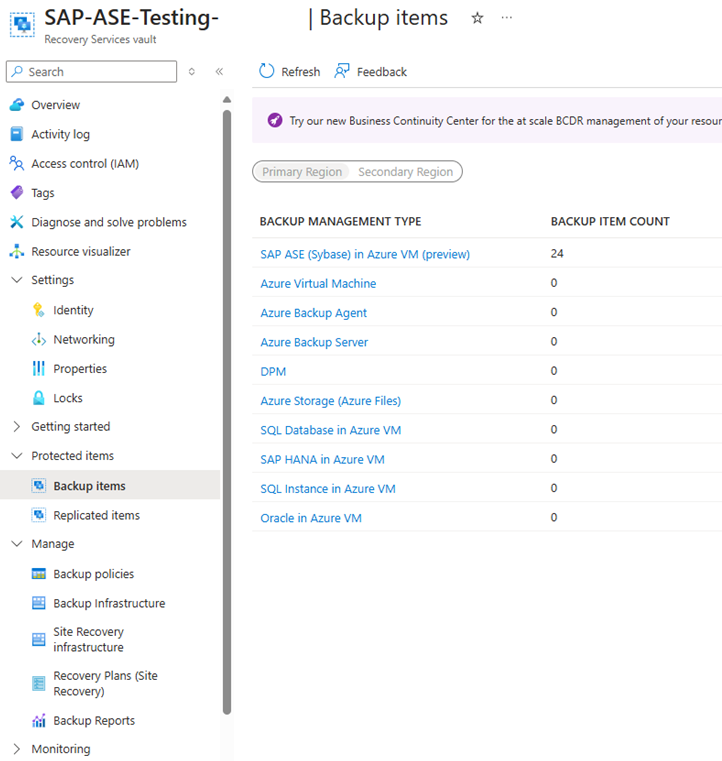 SAP-ASE-Testing- | Backup items
Recovery Services vault
Search
Overview
Activity log
Access control (IAM)
Tags
Diagnose and solve problems
Resource visualizer
Settings
Identity
Networking
Properties
Locks
Getting started
Protected items
Backup items
Replicated items
Manage
Backup policies
Backup Infrastructure
Site Recovery
infrastructure
Recovery Plans (Site
Recovery)
Backup Reports
Monitoring
Refresh Feedback
Try our new Business Continuity Center for the at scale BCDR management of your resour
Primary Region Secondary Region
BACKUP MANAGEMENT TYPE BACKUP ITEM COUNT
SAP ASE (Sybase) in Azure VM (preview) 24
Azure Virtual Machine 0
Azure Backup Agent 0
Azure Backup Server 0
DPM 0
Azure Storage (Azure Files) 0
SQL Database in Azure VM 0
SAP HANA in Azure VM 0
SQL Instance in Azure VM 0
Oracle in Azure VM 0